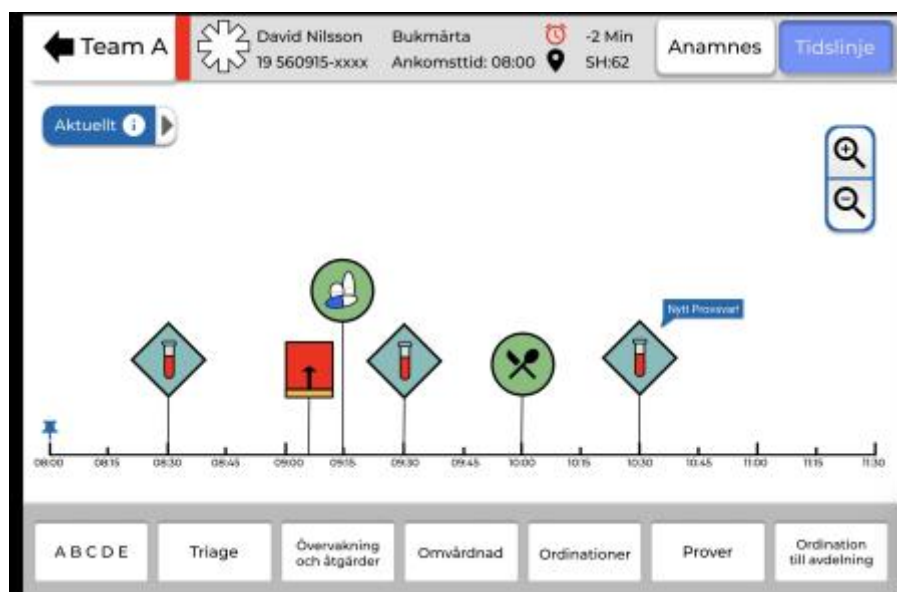 Team A
David Nilsson
19 560915-xxxx
Bukmärta
Ankomsttid: 08:00
-2 Min
SH:62
Anamnes
Tidslinje
Aktuellt i
Nytt Provsvar!
08:00 08:15 08:30 08:45 09:00 09:15 09:30 09:45 10:00 10:15 10:30 10:45 11:00 11:15 11:30
A B C D E
Triage
Övervakning
och åtgärder
Omvårdnad
Ordinationer
Prover
Ordination
till avdelning